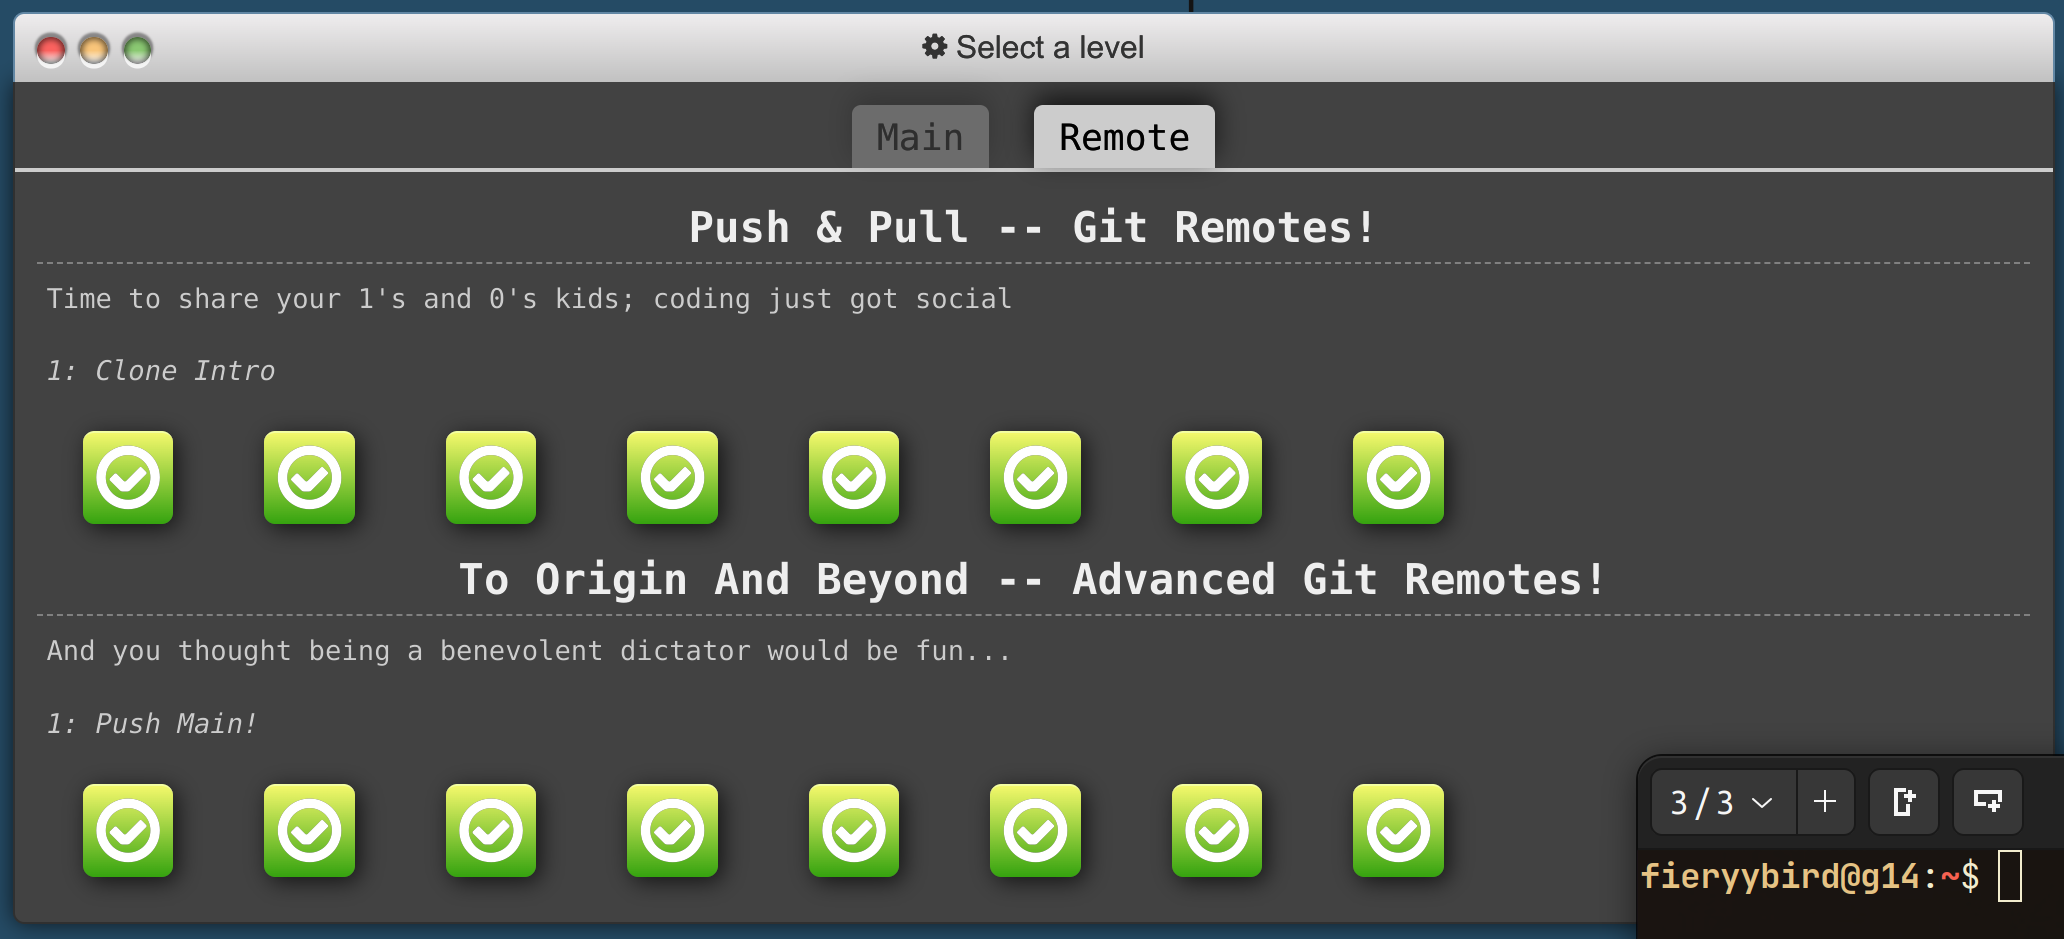 Select a level
Main
Remote
Push & Pull -- Git Remotes!
Time to share your 1's and 0's kids; coding just got social
1: Clone Intro
To Origin And Beyond -- Advanced Git Remotes!
And you thought being a benevolent dictator would be fun...
1: Push Main!
3/3
fieryybird@g14:~$